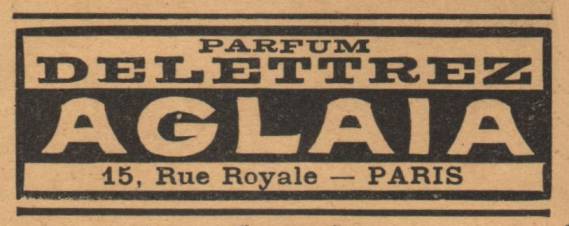 PARFUM
DELETTREZ
AGLAIA
15, Rue Royale — PARIS